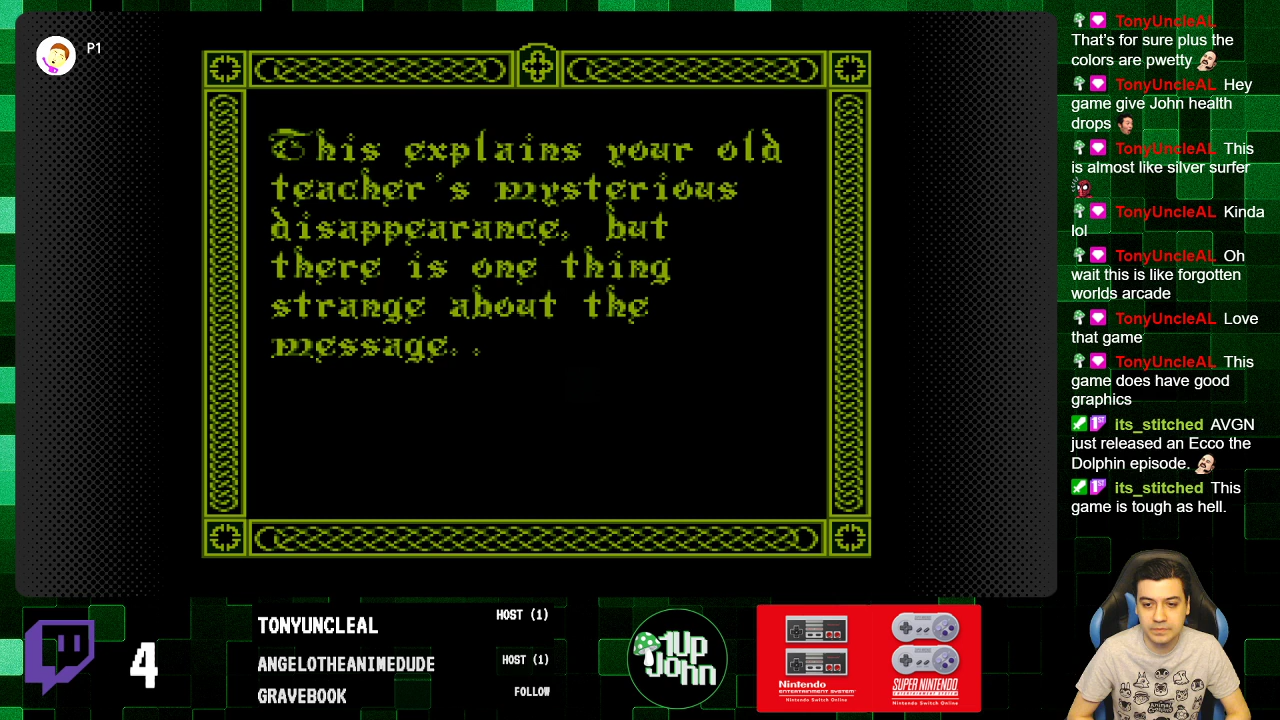 P1
This explains your old
teacher's mysterious
disappearance. but
there is one thing
strange about the
message..
TonyUncleAL
That's for sure plus the
colors are pwetty
TonyUncleAL Hey
game give John health
drops
TonyUncleAL This
is almost like silver surfer
TonyUncleAL Kinda
lol
TonyUncleAL Oh
wait this is like forgotten
worlds arcade
TonyUncleAL Love
that game
TonyUncleAL This
game does have good
graphics
its_stitched AVGN
just released an Ecco the
Dolphin episode.
its_stitched This
game is tough as hell.
4
TONYUNCLEAL HOST (1)
ANGELOTHEANIMEDUDE HOST (1)
GRAVEBOOK FOLLOW
1Up
John
Nintendo
ENTERTAINMENT SYSTEM
Nintendo Switch Online
SUPER NINTENDO
ENTERTAINMENT SYSTEM
Nintendo Switch Online